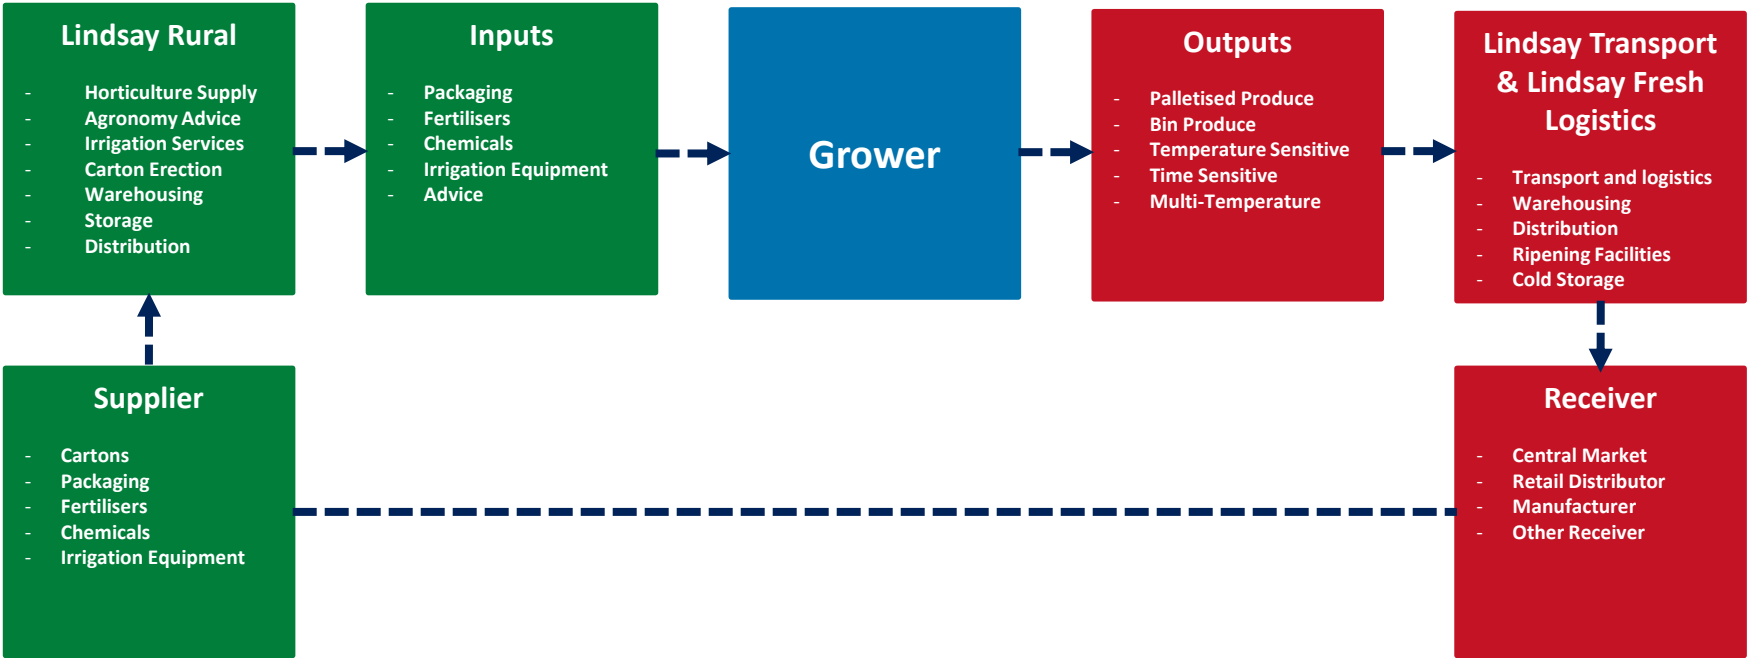 Lindsay Rural
- Horticulture Supply
- Agronomy Advice
- Irrigation Services
- Carton Erection
- Warehousing
- Storage
- Distribution
Inputs
- Packaging
- Fertilisers
- Chemicals
- Irrigation Equipment
- Advice
Grower
Outputs
- Palletised Produce
- Bin Produce
- Temperature Sensitive
- Time Sensitive
- Multi-Temperature
Lindsay Transport
& Lindsay Fresh
Logistics
- Transport and logistics
- Warehousing
- Distribution
- Ripening Facilities
- Cold Storage
Supplier
- Cartons
- Packaging
- Fertilisers
- Chemicals
- Irrigation Equipment
Receiver
- Central Market
- Retail Distributor
- Manufacturer
- Other Receiver